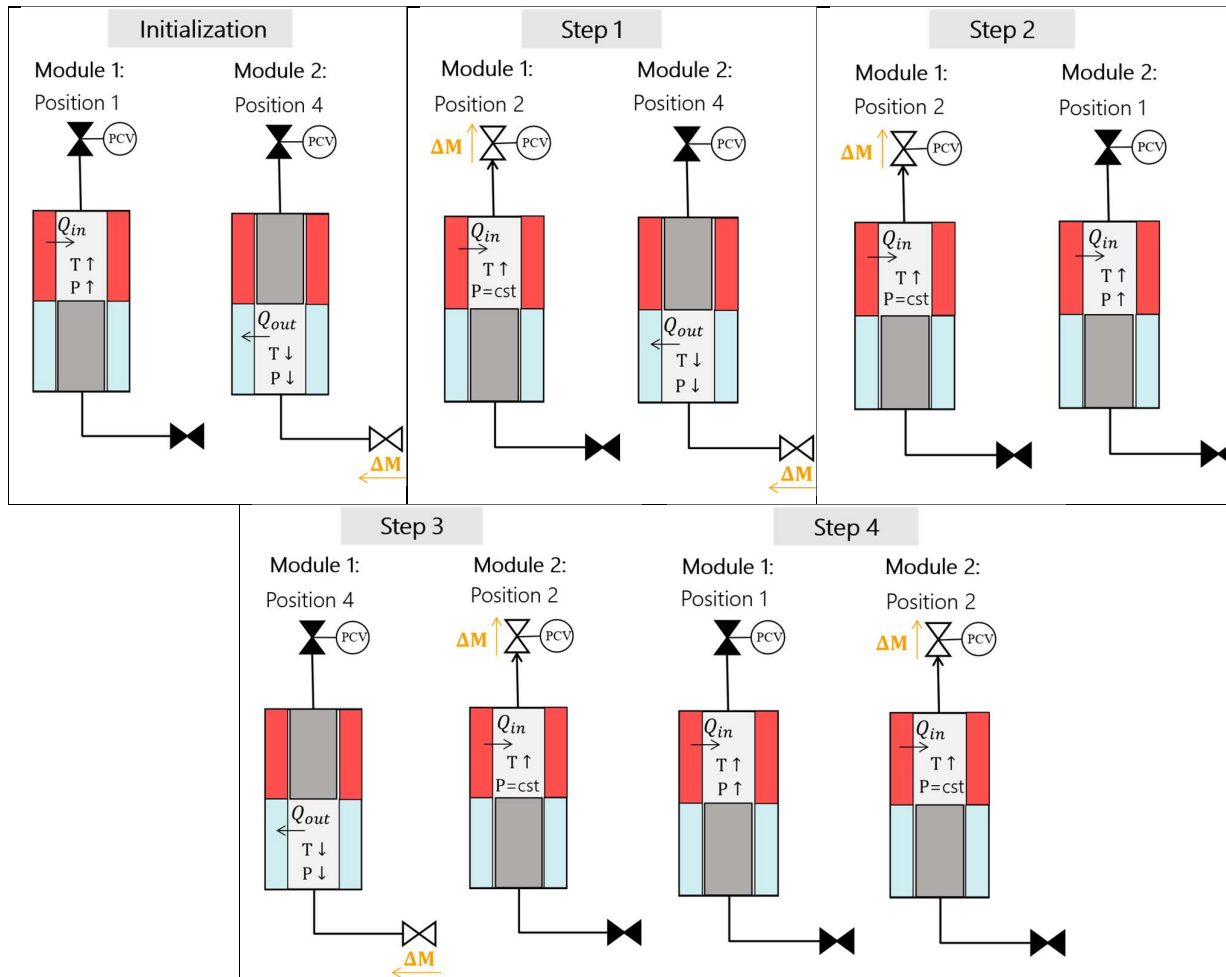 Initialization
Module 1:
Module 2:
Position 1
Position 4
PCV
PCV
Q_in
T ↑
P ↑
Q_out
T ↓
P ↓
ΔM
Step 1
Module 1:
Module 2:
Position 2
Position 4
ΔM
PCV
PCV
Q_in
T ↑
P=cst
Q_out
T ↓
P ↓
ΔM
Step 2
Module 1:
Module 2:
Position 2
Position 1
ΔM
PCV
PCV
Q_in
T ↑
P=cst
Q_in
T ↑
P ↑
Step 3
Module 1:
Module 2:
Position 4
Position 2
PCV
ΔM
PCV
Q_in
T ↑
P=cst
Q_out
T ↓
P ↓
ΔM
Step 4
Module 1:
Module 2:
Position 1
Position 2
PCV
ΔM
PCV
Q_in
T ↑
P ↑
Q_in
T ↑
P=cst